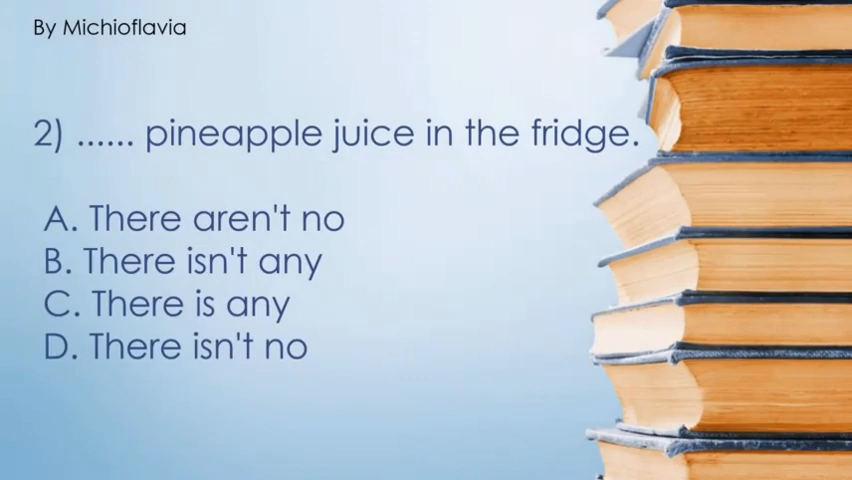 By Michioflavia
2) ...... pineapple juice in the fridge.
A. There aren't no
B. There isn't any
C. There is any
D. There isn't no